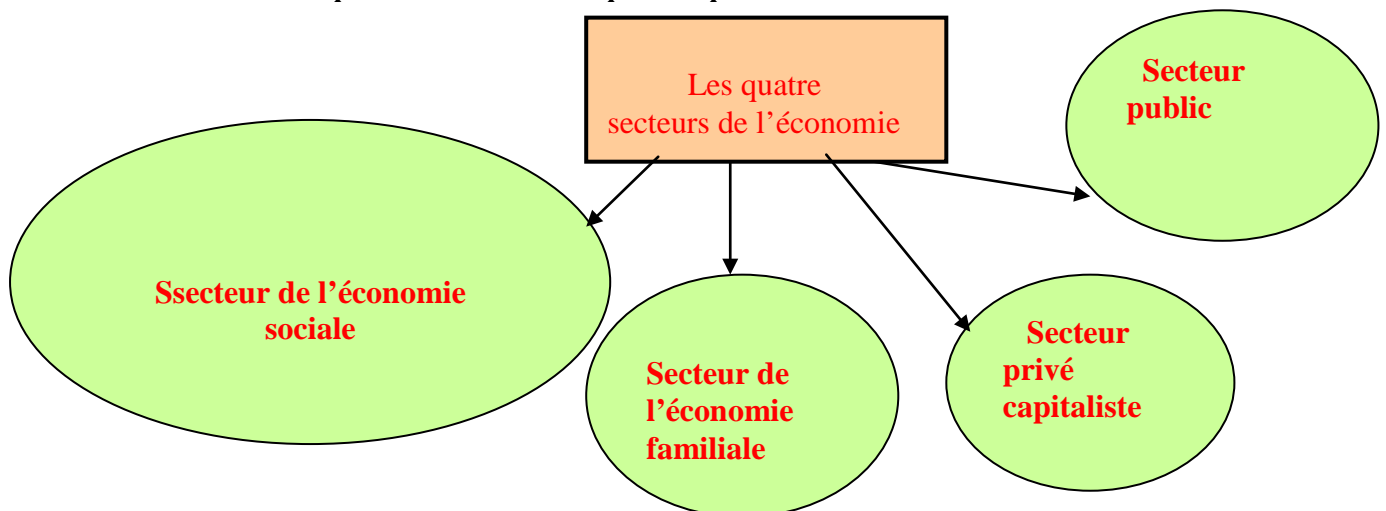 Les quatre
secteurs de l’économie
Secteur
public
Ssecteur de l’économie
sociale
Secteur de
l’économie
familiale
Secteur
privé
capitaliste